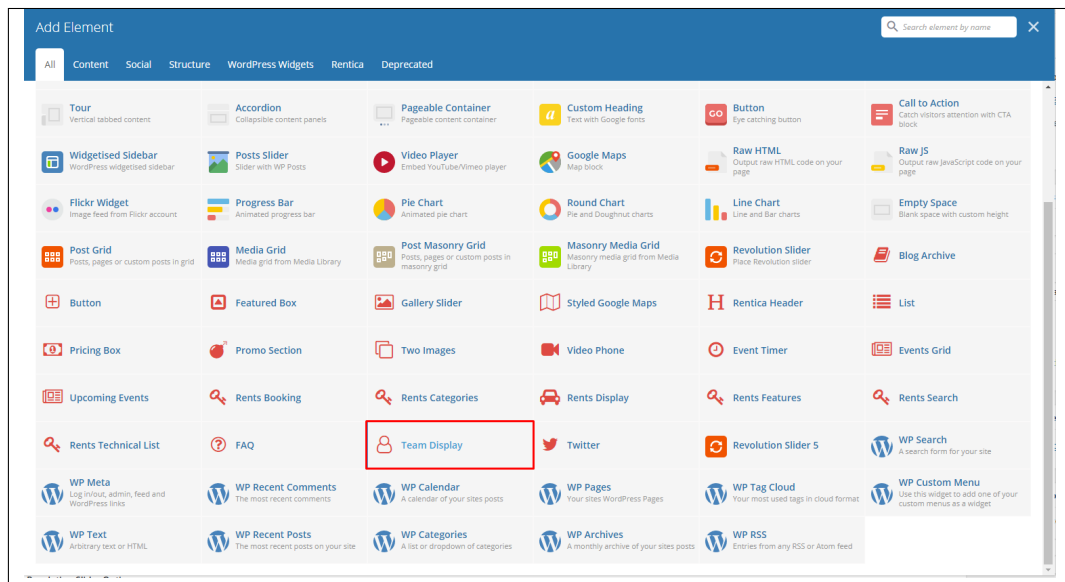 Add Element
Search element by name
All Content Social Structure WordPress Widgets Rentica Deprecated
Tour
Vertical tabbed content
Accordion
Collapsible content panels
Pageable Container
Pageable content container
Custom Heading
Text with Google fonts
GO
Button
Eye catching button
Call to Action
Catch visitors attention with CTA
block
Widgetised Sidebar
WordPress widgetised sidebar
Posts Slider
Slider with WP Posts
Video Player
Embed YouTube/Vimeo player
Google Maps
Map block
Raw HTML
Output raw HTML code on your
page
Raw JS
Output raw JavaScript code on your
page
Flickr Widget
Image feed from Flickr account
Progress Bar
Animated progress bar
Pie Chart
Animated pie chart
Round Chart
Pie and Doughnut charts
Line Chart
Line and Bar charts
Empty Space
Blank space with custom height
Post Grid
Posts, pages or custom posts in grid
Media Grid
Media grid from Media Library
Post Masonry Grid
Posts, pages or custom posts in
masonry grid
Masonry Media Grid
Masonry media grid from Media
Library
Revolution Slider
Place Revolution slider
Blog Archive
Button
Featured Box
Gallery Slider
Styled Google Maps
H
Rentica Header
List
Pricing Box
Promo Section
Two Images
Video Phone
Event Timer
Events Grid
Upcoming Events
Rents Booking
Rents Categories
Rents Display
Rents Features
Rents Search
Rents Technical List
FAQ
Team Display
Twitter
Revolution Slider 5
WP Search
A search form for your site
WP Meta
Log in/out, admin, feed and
WordPress links
WP Recent Comments
The most recent comments
WP Calendar
A calendar of your sites posts
WP Pages
Your sites WordPress Pages
WP Tag Cloud
Your most used tags in cloud format
WP Custom Menu
Use this widget to add one of your
custom menus as a widget
WP Text
Arbitrary text or HTML
WP Recent Posts
The most recent posts on your site
WP Categories
A list or dropdown of categories
WP Archives
A monthly archive of your sites posts
WP RSS
Entries from any RSS or Atom feed